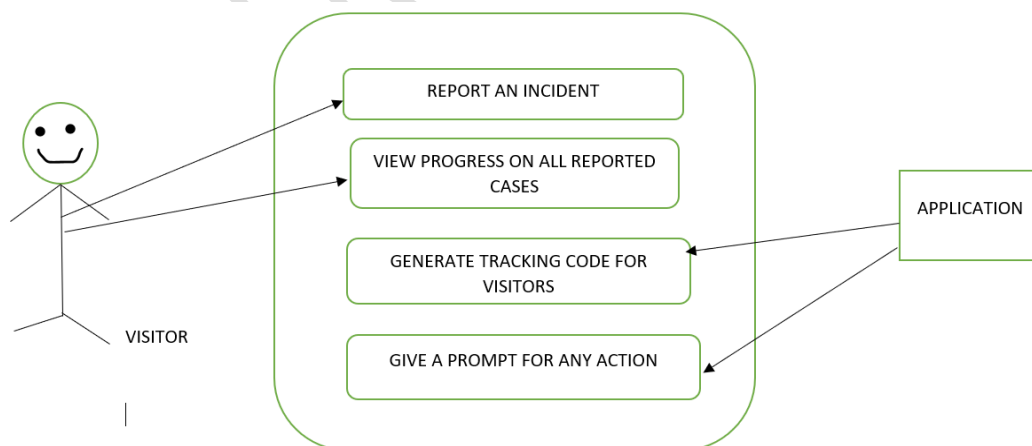 REPORT AN INCIDENT
VIEW PROGRESS ON ALL REPORTED
CASES
APPLICATION
GENERATE TRACKING CODE FOR
VISITORS
VISITOR
GIVE A PROMPT FOR ANY ACTION